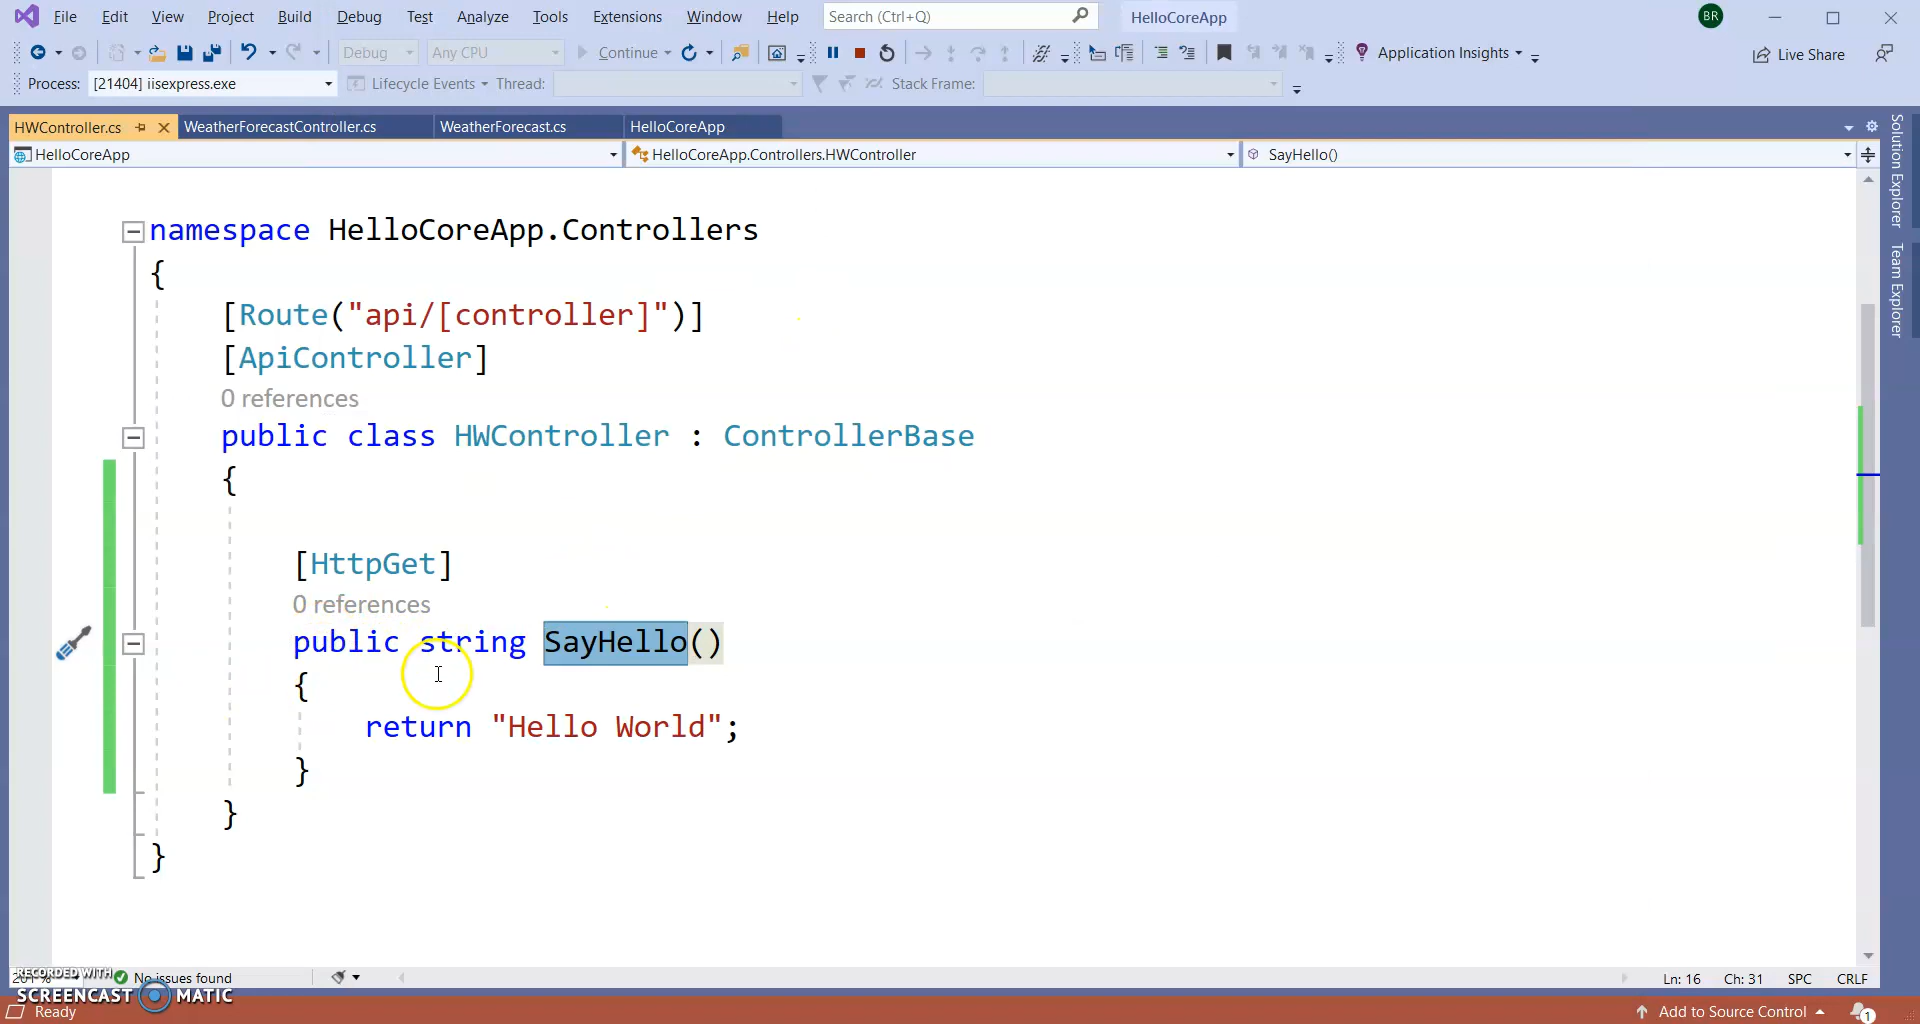 File Edit View Project Build Debug Test Analyze Tools Extensions Window Help Search (Ctrl+Q) HelloCoreApp BR
Debug Any CPU Continue Application Insights Live Share
Process: [21404] iisexpress.exe Lifecycle Events Thread: Stack Frame:
HWController.cs WeatherForecastController.cs WeatherForecast.cs HelloCoreApp
HelloCoreApp HelloCoreApp.Controllers.HWController SayHello()
Solution Explorer
Team Explorer
namespace HelloCoreApp.Controllers
{
[Route("api/[controller]")]
[ApiController]
0 references
public class HWController : ControllerBase
{
[HttpGet]
0 references
public string SayHello()
{
return "Hello World";
}
}
}
No issues found Ln: 16 Ch: 31 SPC CRLF
RECORDED WITH
SCREENCAST MATIC
Ready Add to Source Control 1